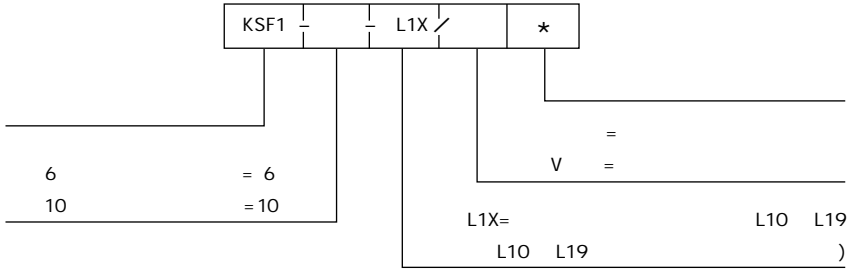 KSF1 - - L1X / *
=
V =
6 = 6
10 =10
L1X= L10 L19
L10 L19 )